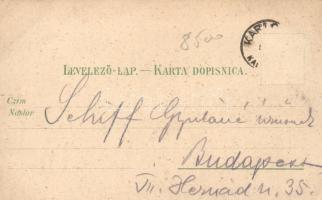 8500
KARLO
LEVELEZŐ-LAP. — KARTA DOPISNICA.
Czim
Naslov
Schiff Gyuláné úrnőnek
Budapest
VII. Hernád u. 35.